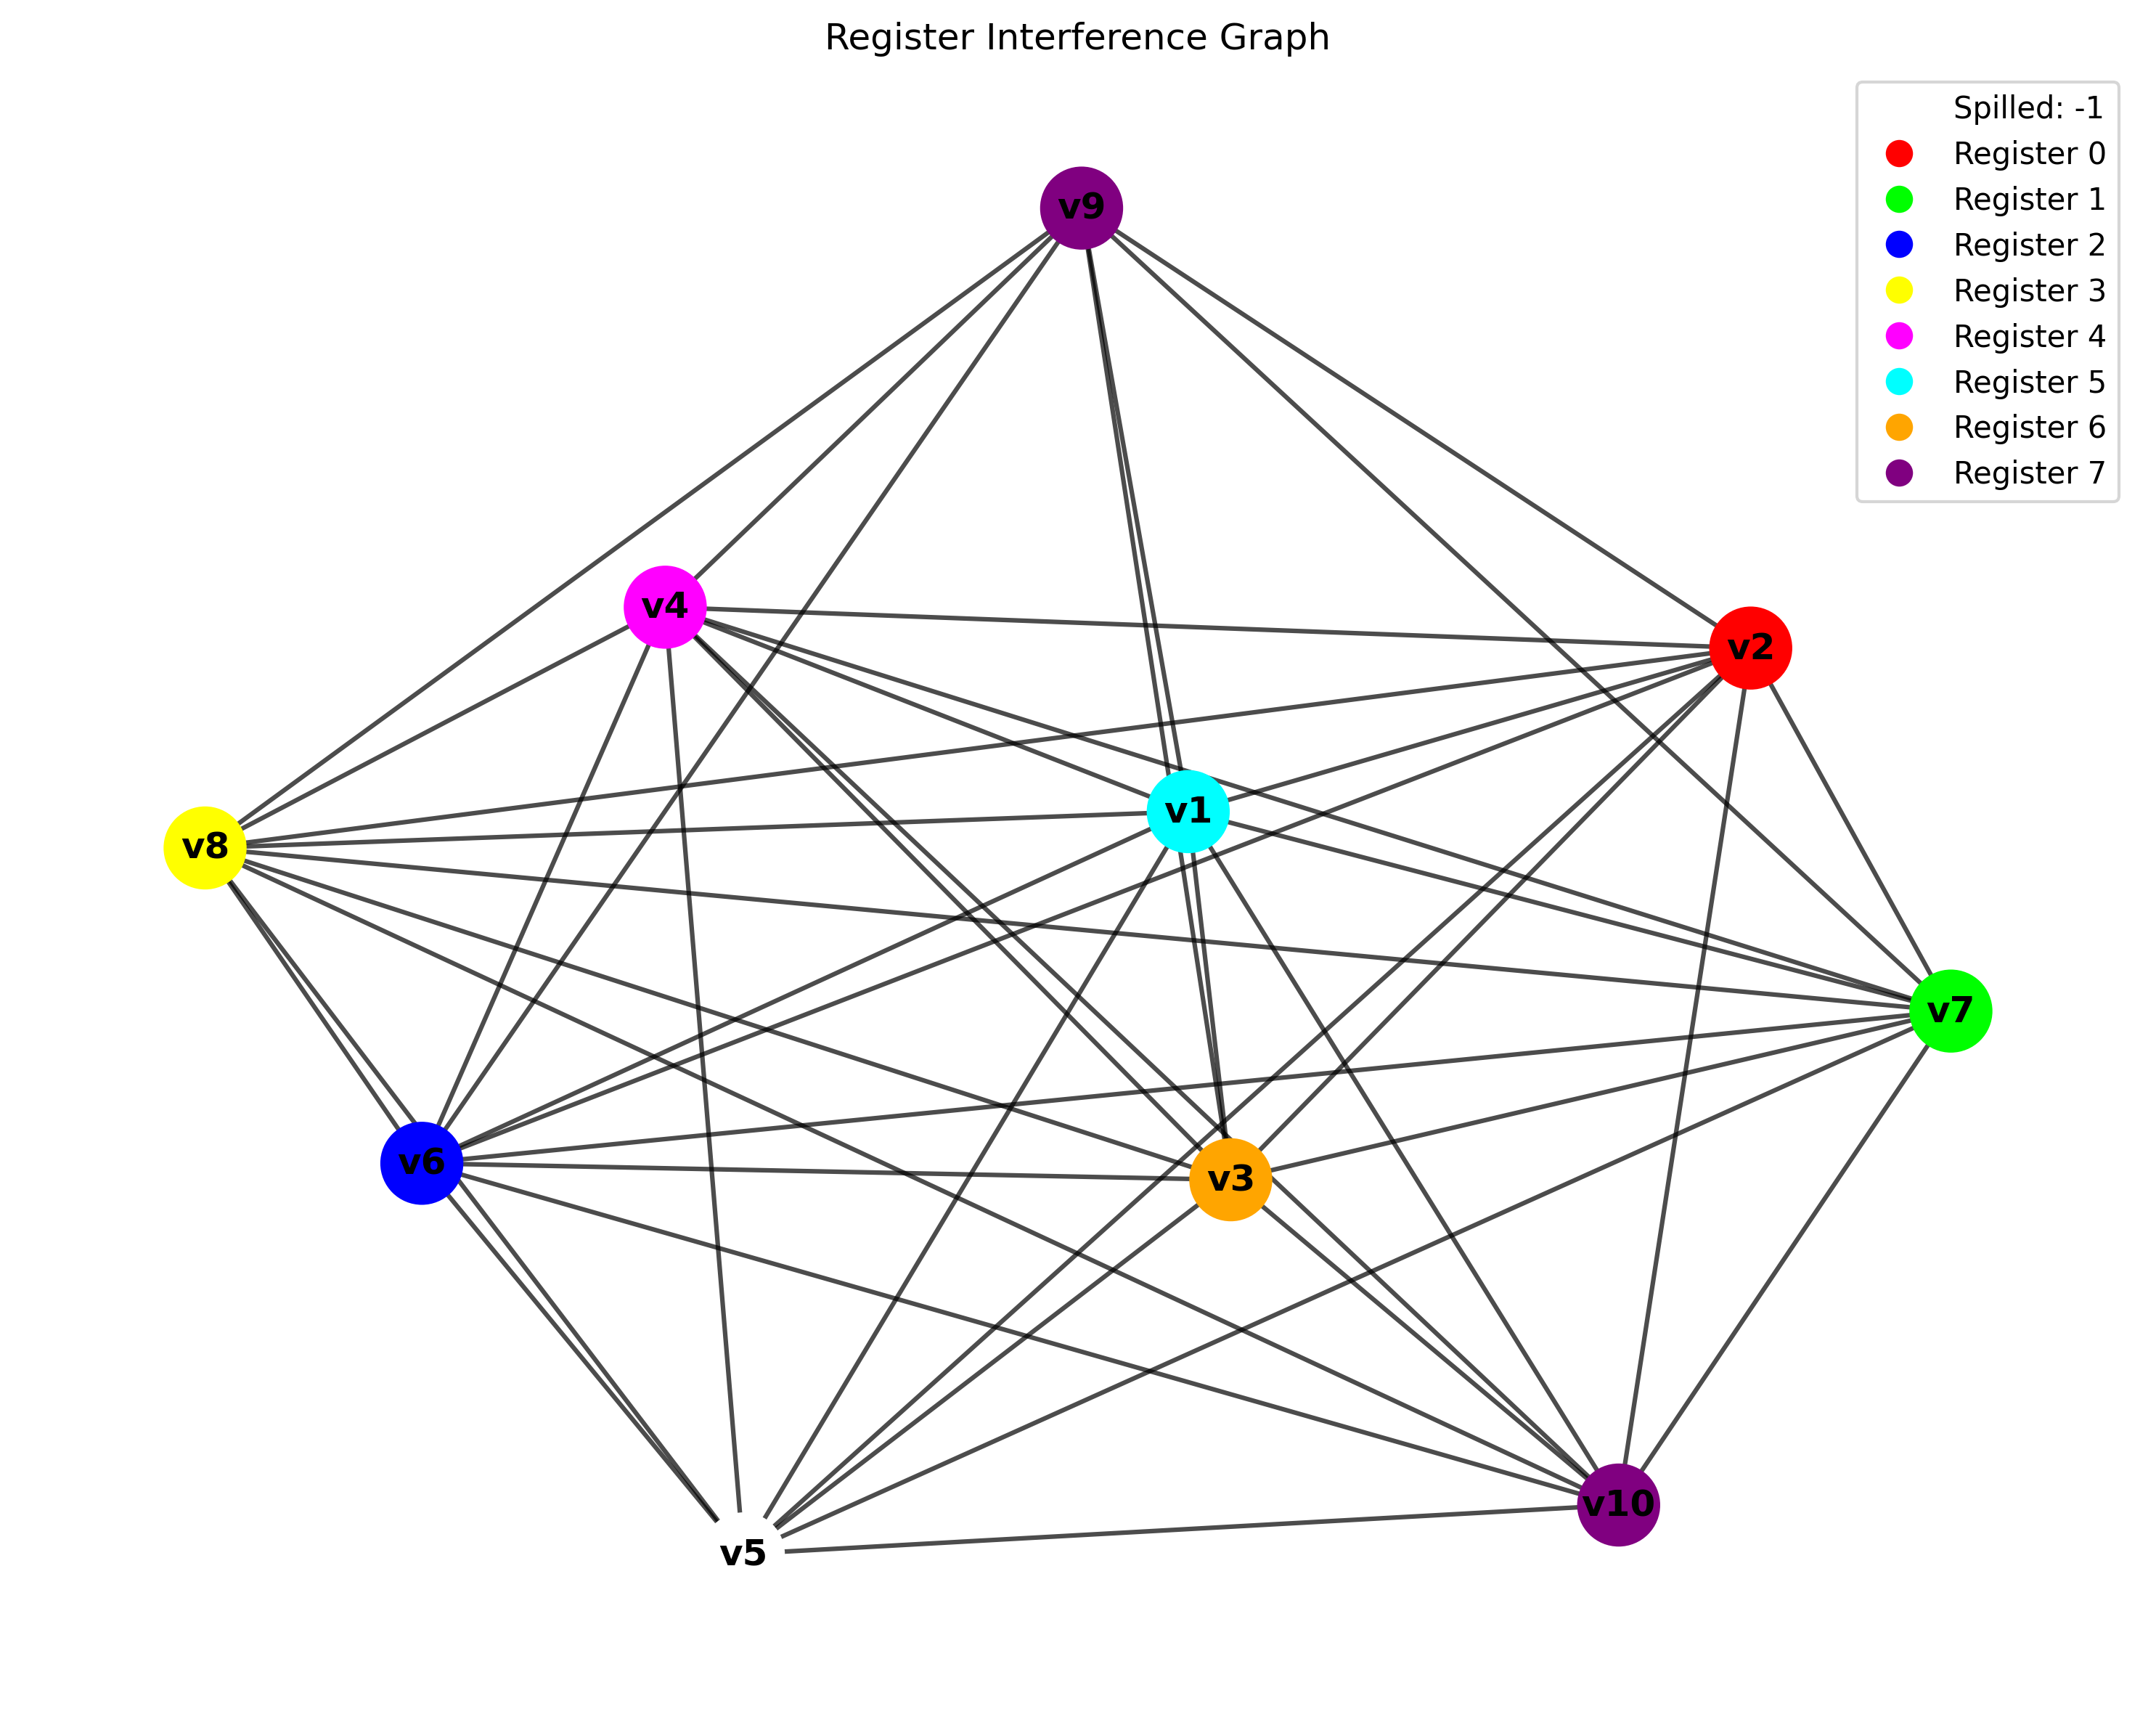 Register Interference Graph
Spilled: -1
Register 0
Register 1
Register 2
Register 3
Register 4
Register 5
Register 6
Register 7
v9
v4
v2
v1
v8
v7
v6
v3
v10
v5